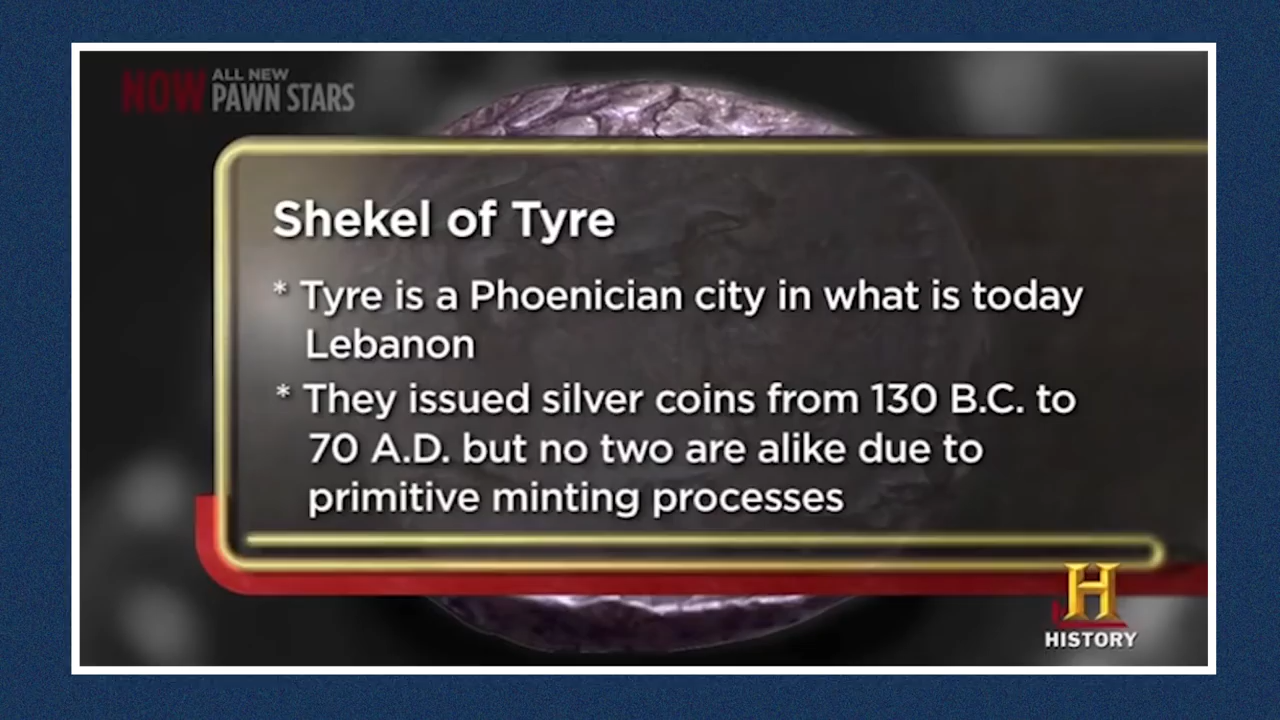 NOW ALL NEW
PAWN STARS
Shekel of Tyre
* Tyre is a Phoenician city in what is today
Lebanon
* They issued silver coins from 130 B.C. to
70 A.D. but no two are alike due to
primitive minting processes
H
HISTORY